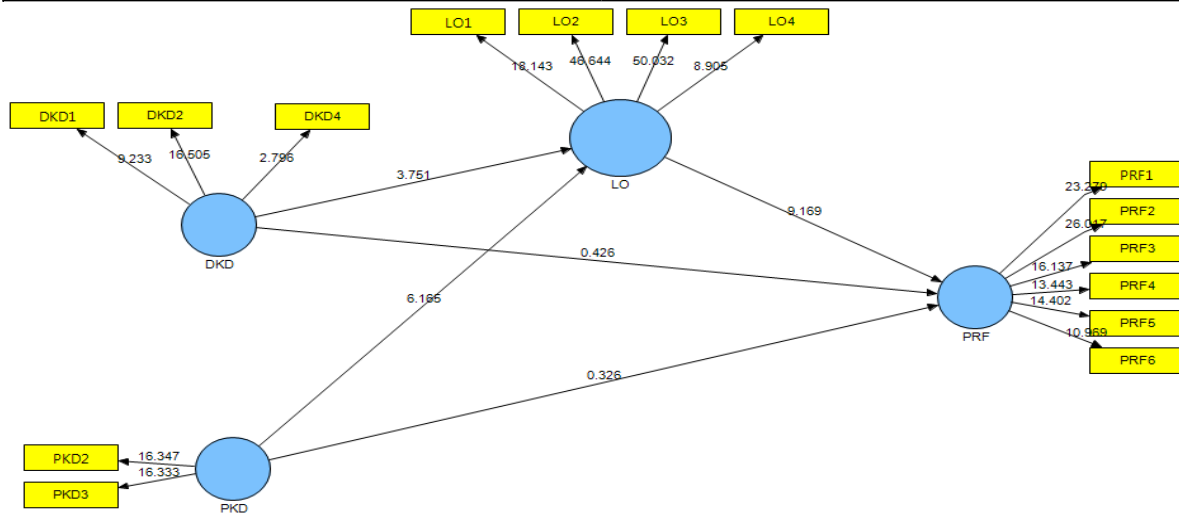 LO1 LO2 LO3 LO4
18.143 46.644 50.032 8.905
DKD1 DKD2 DKD4
9.233 16.505 2.796
3.751
LO
DKD
9.169
0.426
6.165
PRF1
23.279
PRF2
26.017
PRF3
16.137
PRF4
13.443
14.402
PRF5
10.969
PRF6
PRF
0.326
PKD2
16.347
16.333
PKD3
PKD